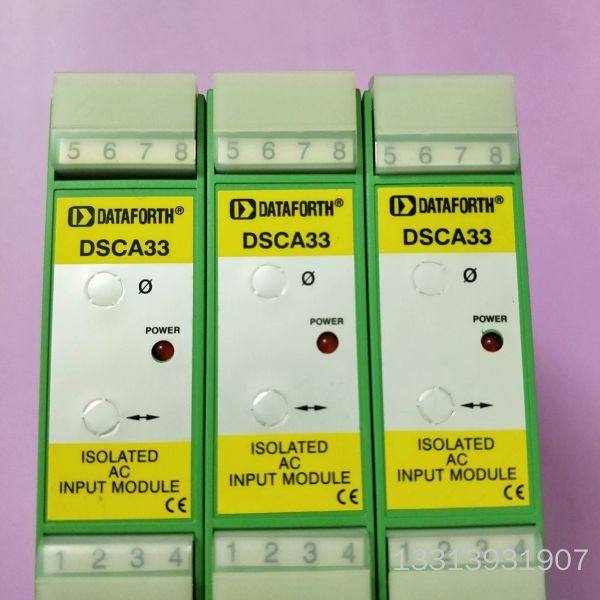 5 6 7 8
DATAFORTH®
DSCA33
Ø
POWER
ISOLATED
AC
INPUT MODULE
CE
1 2 3 4
5 6 7 8
DATAFORTH®
DSCA33
Ø
POWER
ISOLATED
AC
INPUT MODULE
CE
1 2 3 4
5 6 7 8
DATAFORTH®
DSCA33
Ø
POWER
ISOLATED
AC
INPUT MODULE
CE
1 2 3 4
13313931907